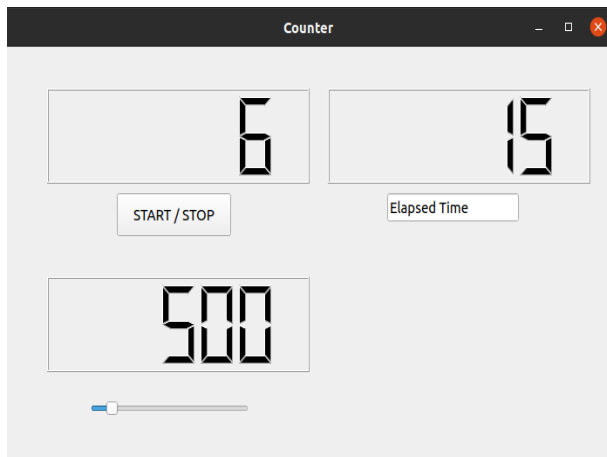 Counter
6
15
START / STOP
Elapsed Time
500